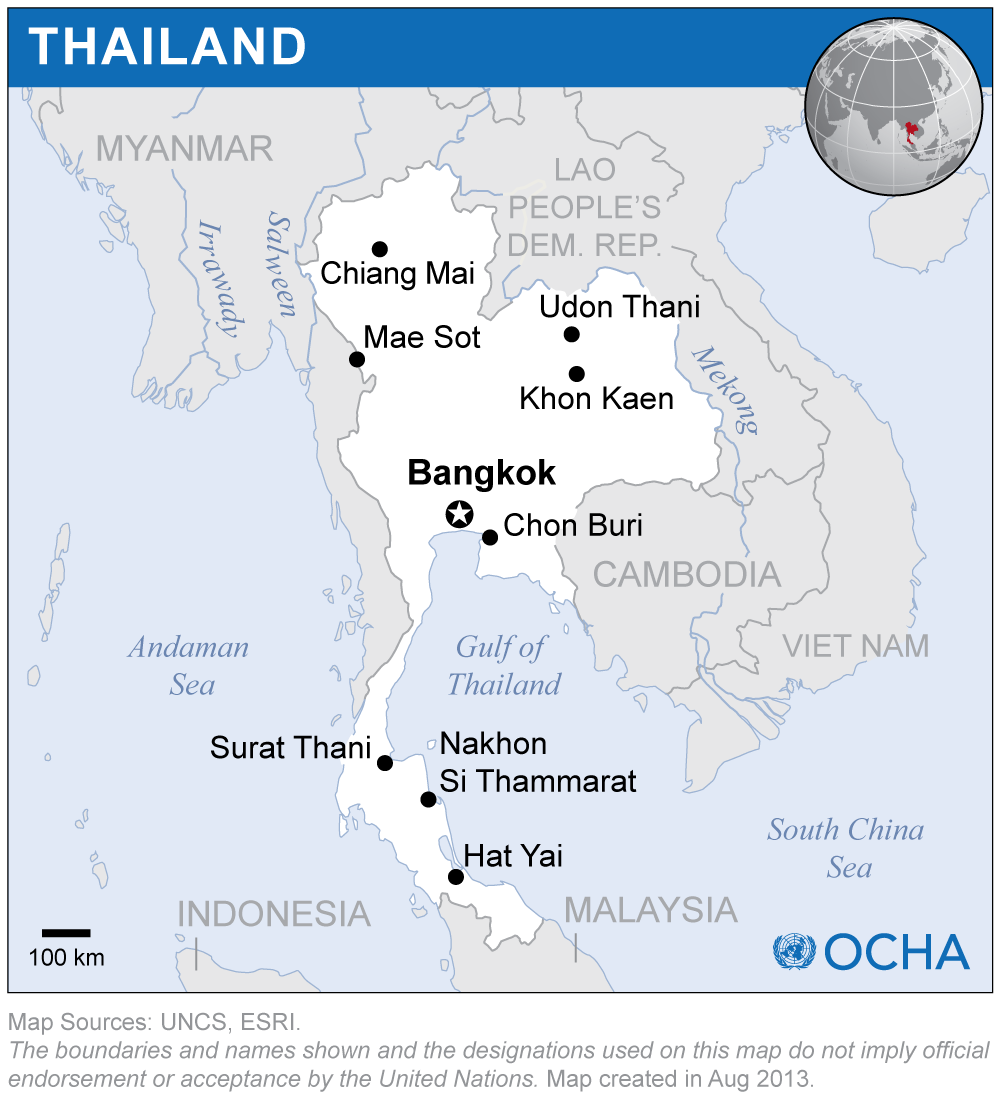 THAILAND
MYANMAR
LAO
PEOPLE'S
DEM. REP.
Irrawady
Salween
Chiang Mai
Udon Thani
Mae Sot
Khon Kaen
Mekong
Bangkok
Chon Buri
CAMBODIA
VIET NAM
Andaman
Sea
Gulf of
Thailand
Surat Thani
Nakhon
Si Thammarat
South China
Sea
Hat Yai
INDONESIA
MALAYSIA
100 km
OCHA
Map Sources: UNCS, ESRI.
The boundaries and names shown and the designations used on this map do not imply official
endorsement or acceptance by the United Nations. Map created in Aug 2013.